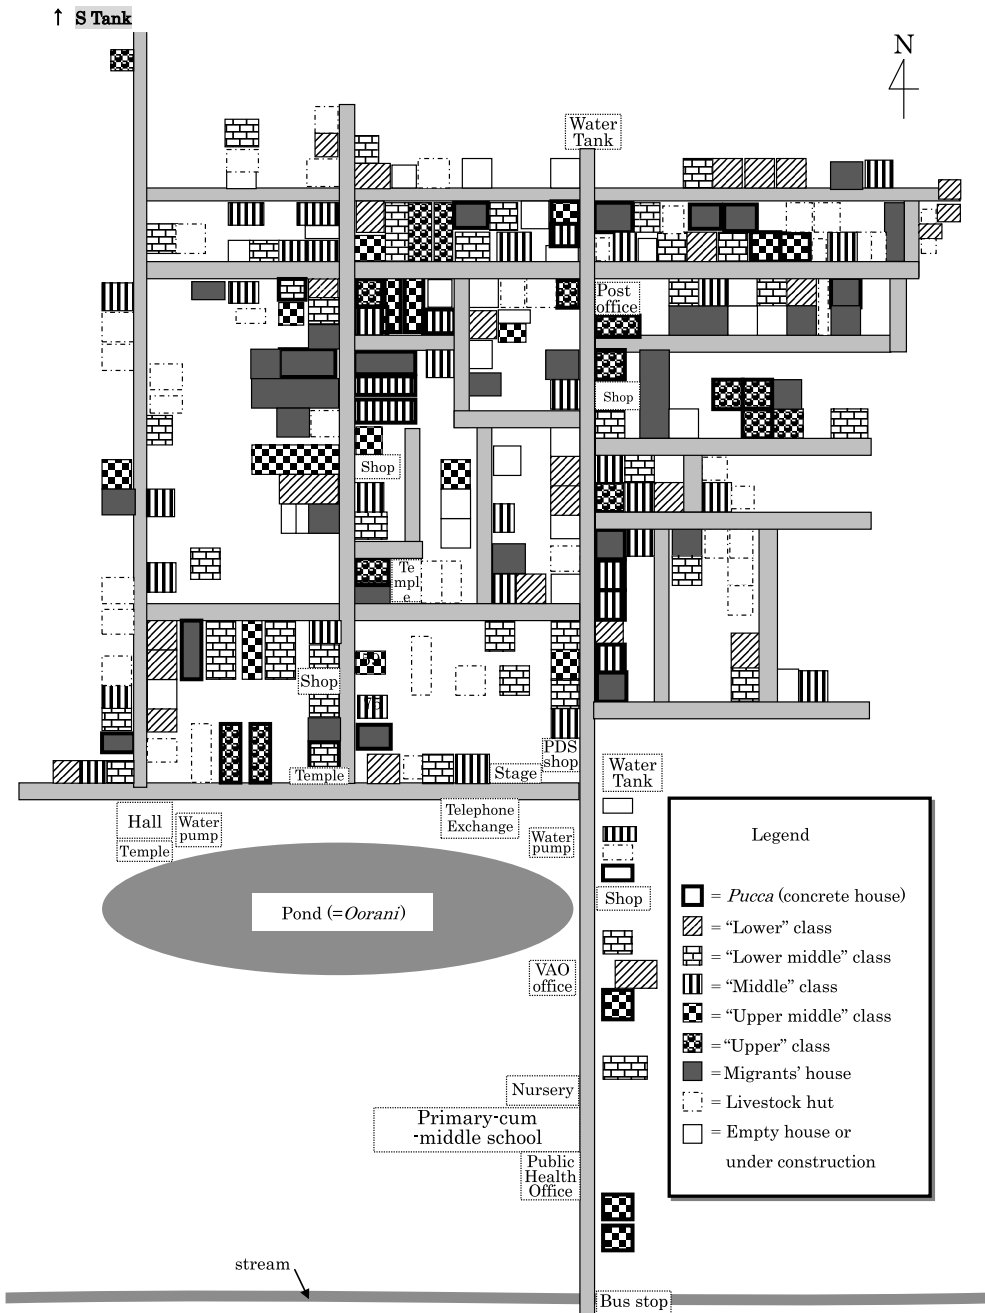 ↑ S Tank
N
Water
Tank
Post
office
Shop
Shop
Te
mpl
e
Shop
59
75
PDS
shop
Temple
Stage
Water
Tank
Hall
Water
pump
Temple
Telephone
Exchange
Water
pump
Shop
Pond (=Oorani)
VAO
office
Nursery
Primary-cum
-middle school
Public
Health
Office
stream
Bus stop
Legend
= Pucca (concrete house)
= “Lower” class
= “Lower middle” class
= “Middle” class
= “Upper middle” class
= “Upper” class
= Migrants’ house
= Livestock hut
= Empty house or
under construction